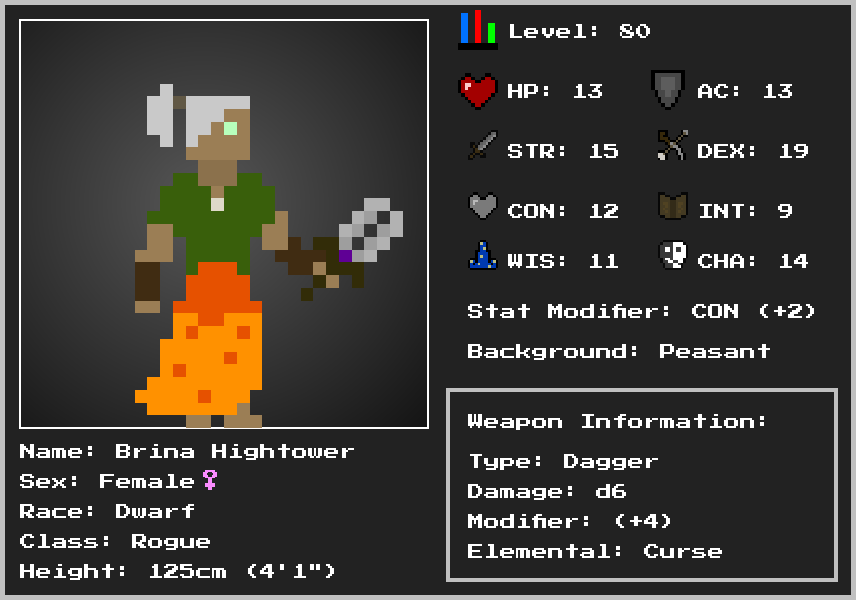 Level: 80
HP: 13
AC: 13
STR: 15
DEX: 19
CON: 12
INT: 9
WIS: 11
CHA: 14
Stat Modifier: CON (+2)
Background: Peasant
Name: Brina Hightower
Sex: Female♀
Race: Dwarf
Class: Rogue
Height: 125cm (4'1")
Weapon Information:
Type: Dagger
Damage: d6
Modifier: (+4)
Elemental: Curse